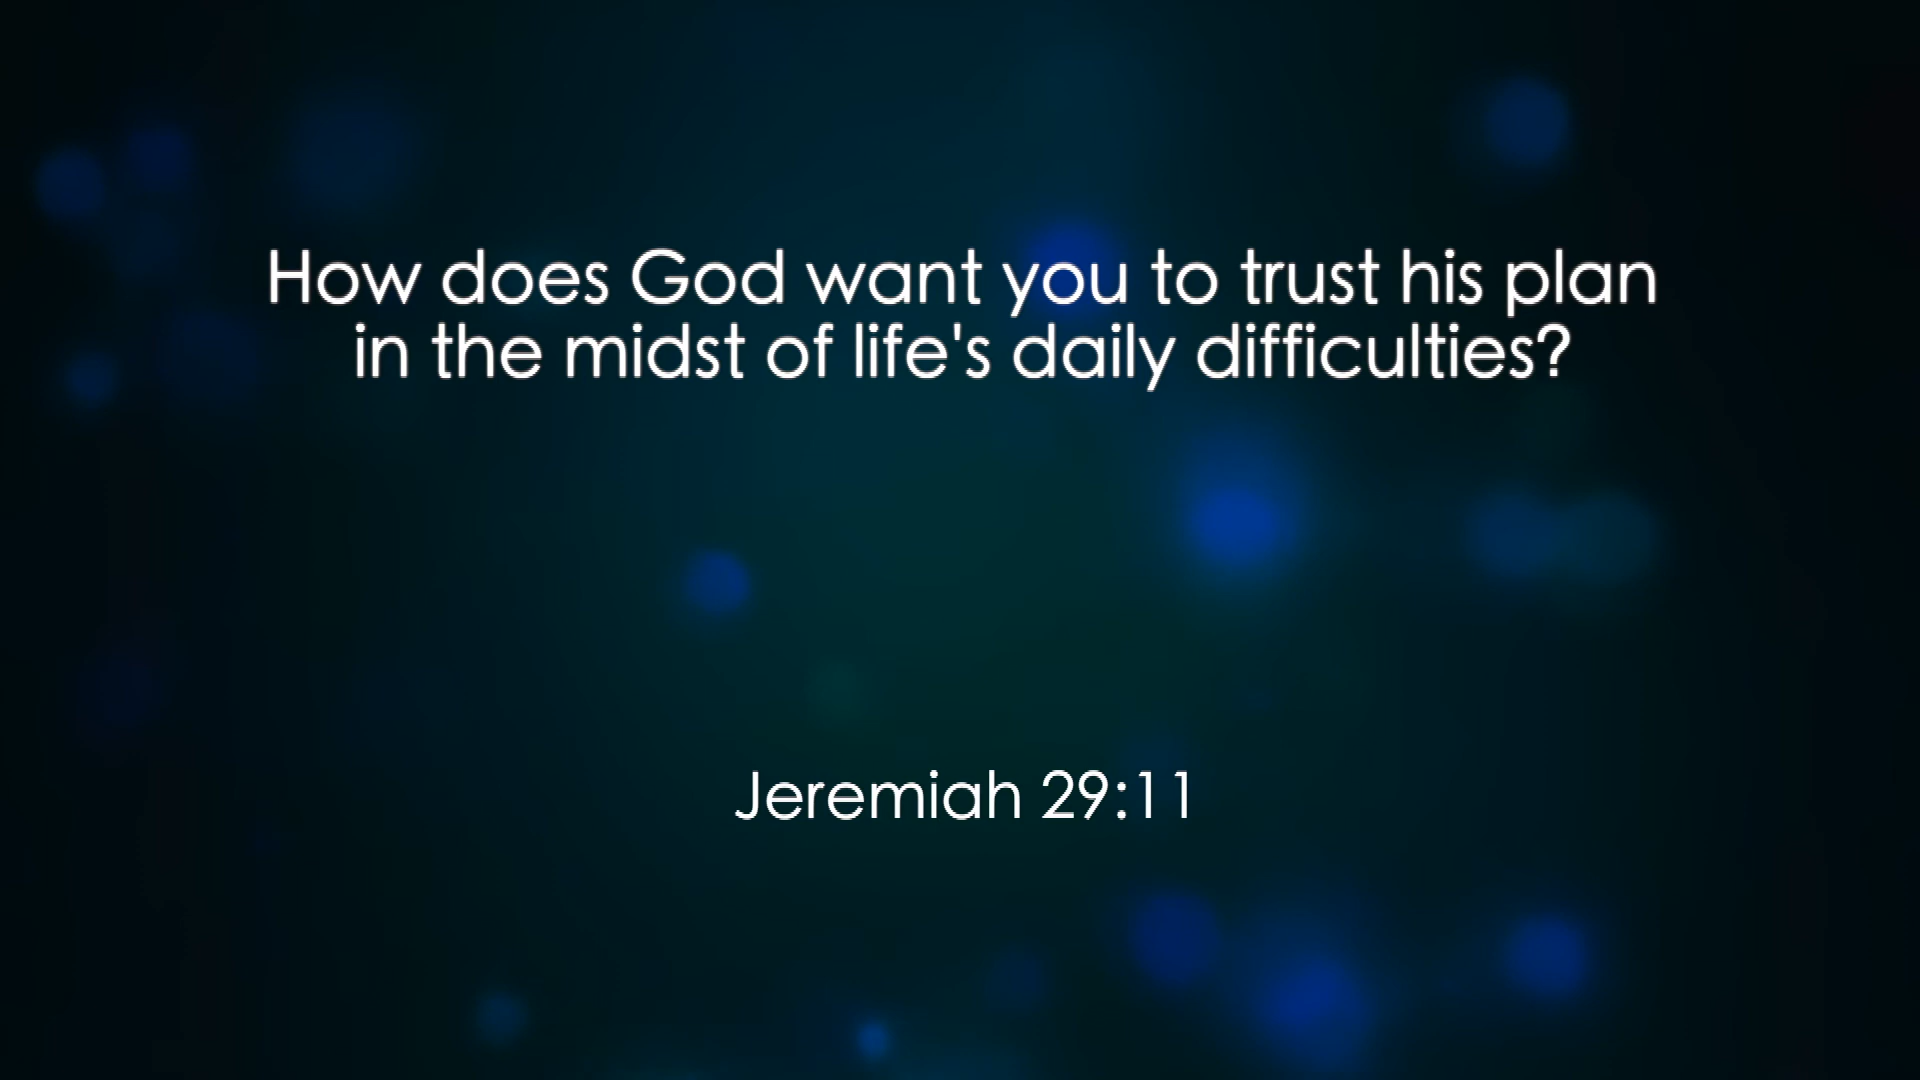 How does God want you to trust his plan
in the midst of life's daily difficulties?
Jeremiah 29:11